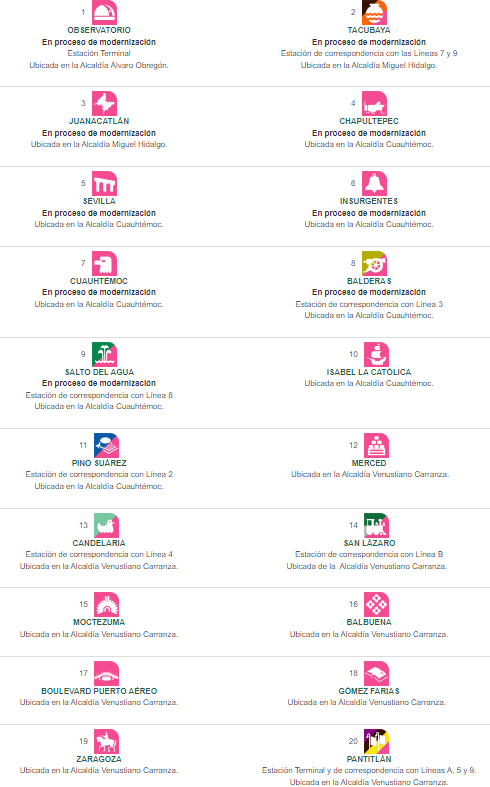 1
OBSERVATORIO
En proceso de modernización
Estación Terminal
Ubicada en la Alcaldía Álvaro Obregón.
2
TACUBAYA
En proceso de modernización
Estación de correspondencia con las Líneas 7 y 9
Ubicada en la Alcaldía Miguel Hidalgo.
3
JUANACATLÁN
En proceso de modernización
Ubicada en la Alcaldía Miguel Hidalgo.
4
CHAPULTEPEC
En proceso de modernización
Ubicada en la Alcaldía Cuauhtémoc.
5
SEVILLA
En proceso de modernización
Ubicada en la Alcaldía Cuauhtémoc.
6
INSURGENTES
En proceso de modernización
Ubicada en la Alcaldía Cuauhtémoc.
7
CUAUHTÉMOC
En proceso de modernización
Ubicada en la Alcaldía Cuauhtémoc.
8
BALDERAS
En proceso de modernización
Estación de correspondencia con Línea 3
Ubicada en la Alcaldía Cuauhtémoc.
9
SALTO DEL AGUA
En proceso de modernización
Estación de correspondencia con Línea 8
Ubicada en la Alcaldía Cuauhtémoc.
10
ISABEL LA CATÓLICA
Ubicada en la Alcaldía Cuauhtémoc.
11
PINO SUÁREZ
Estación de correspondencia con Línea 2
Ubicada en la Alcaldía Cuauhtémoc.
12
MERCED
Ubicada en la Alcaldía Venustiano Carranza.
13
CANDELARIA
Estación de correspondencia con Línea 4
Ubicada en la Alcaldía Venustiano Carranza.
14
SAN LÁZARO
Estación de correspondencia con Línea B
Ubicada de la Alcaldía Venustiano Carranza.
15
MOCTEZUMA
Ubicada en la Alcaldía Venustiano Carranza.
16
BALBUENA
Ubicada en la Alcaldía Venustiano Carranza.
17
BOULEVARD PUERTO AÉREO
Ubicada en la Alcaldía Venustiano Carranza.
18
GÓMEZ FARIAS
Ubicada en la Alcaldía Venustiano Carranza.
19
ZARAGOZA
Ubicada en la Alcaldía Venustiano Carranza.
20
PANTITLÁN
Estación Terminal y de correspondencia con Líneas A, 5 y 9.
Ubicada en la Alcaldía Venustiano Carranza.